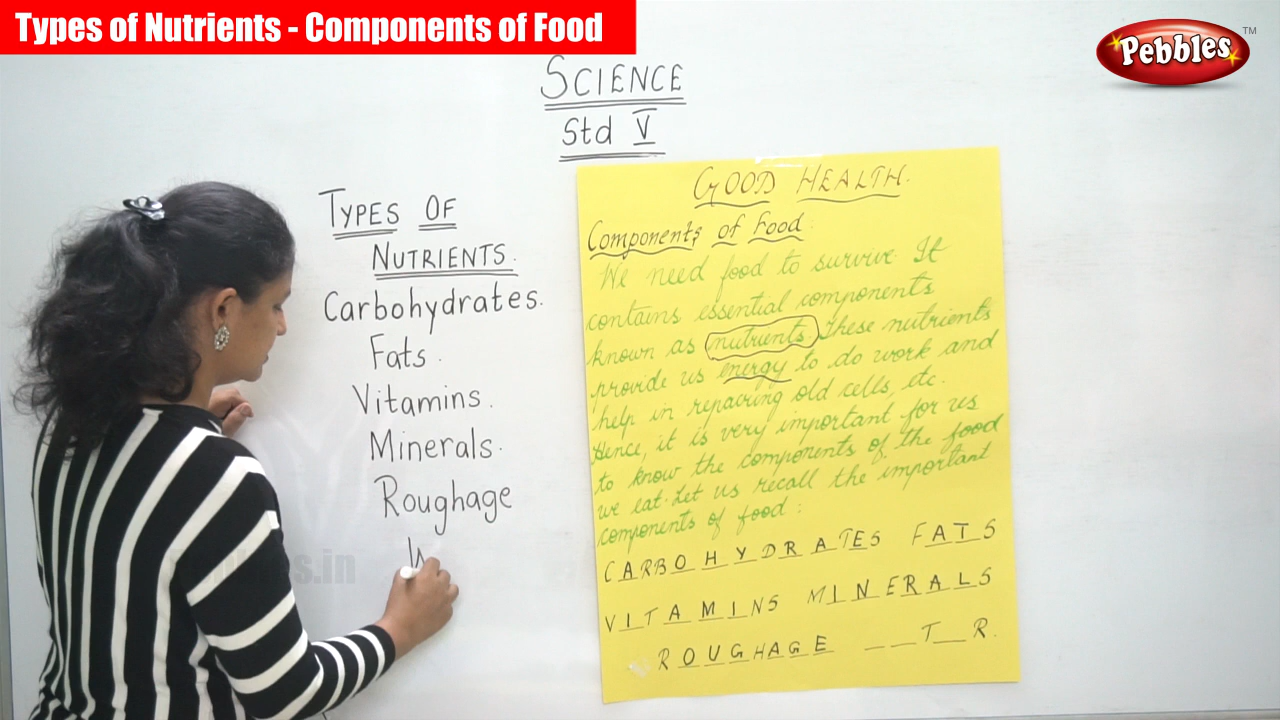 Types of Nutrients - Components of Food
Pebbles TM
SCIENCE
Std V
TYPES OF
NUTRIENTS.
Carbohydrates.
Fats.
Vitamins.
Minerals.
Roughage
W
GOOD HEALTH.
Components of Food.
We need food to survive. It
contains essential components
known as nutrients. These nutrients
provide us energy to do work and
help in repairing old cells, etc.
Hence, it is very important for us
to know the components of the food
we eat. Let us recall the important
components of food:
CARBOHYDRATES FATS
VITAMINS MINERALS
ROUGHAGE __T_R.